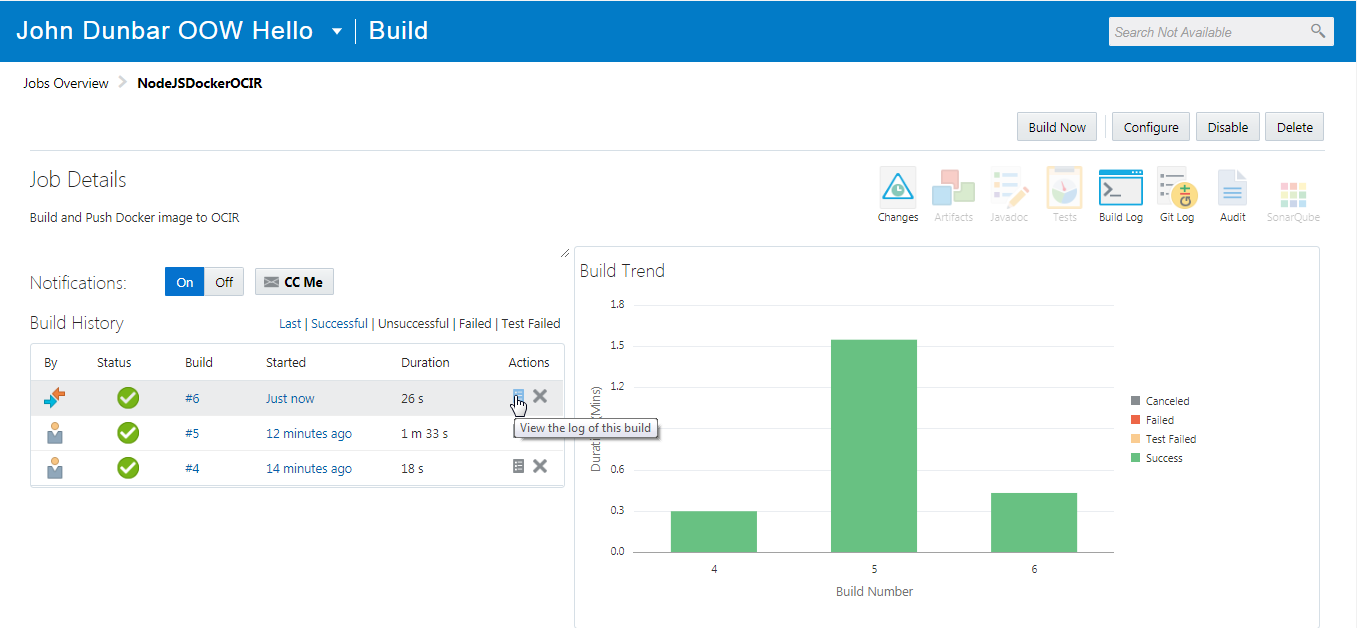 John Dunbar OOW Hello Build
Search Not Available
Jobs Overview NodeJSDockerOCIR
Build Now Configure Disable Delete
Job Details
Build and Push Docker image to OCIR
Changes Artifacts Javadoc Tests Build Log Git Log Audit SonarQube
Notifications: On Off CC Me
Build History Last | Successful | Unsuccessful | Failed | Test Failed
By Status Build Started Duration Actions
#6 Just now 26 s
View the log of this build
#5 12 minutes ago 1 m 33 s
#4 14 minutes ago 18 s
Build Trend
1.8
1.5
1.2
0.6
0.3
0.0
(Mins)
4 5 6
Build Number
Canceled
Failed
Test Failed
Success